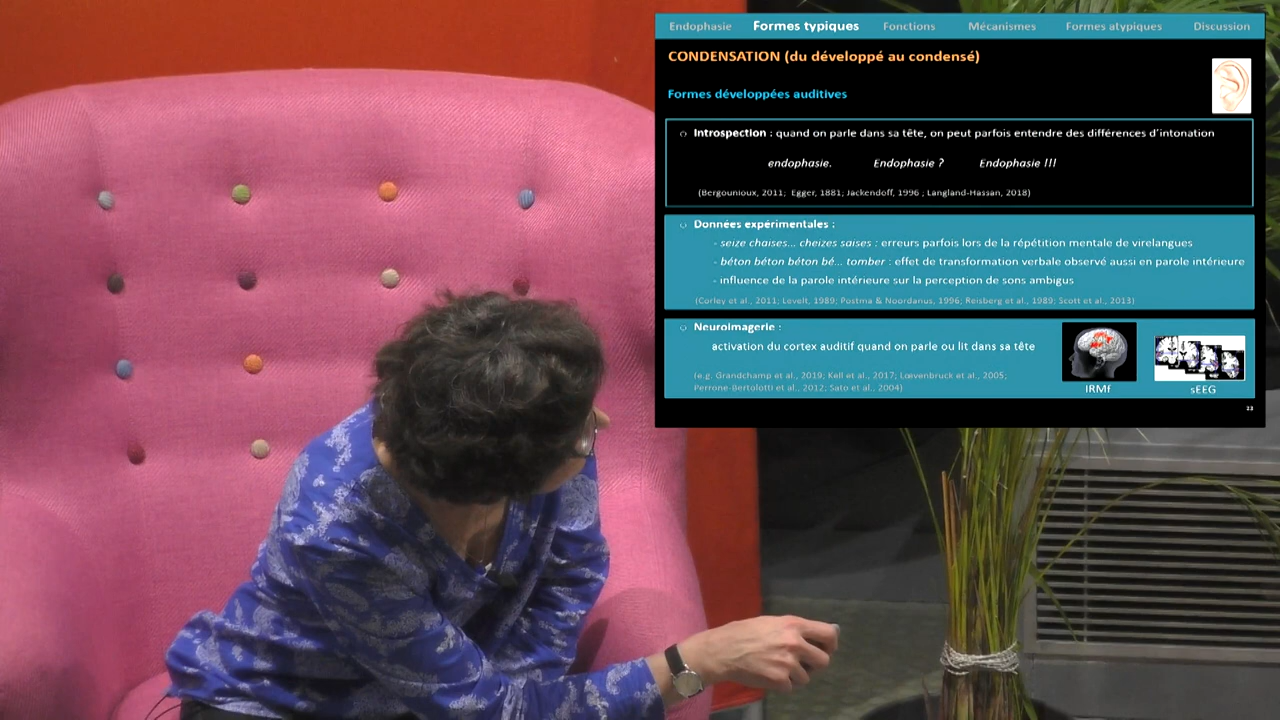 Endophasie Formes typiques Fonctions Mécanismes Formes atypiques Discussion
CONDENSATION (du développé au condensé)
Formes développées auditives
○ Introspection : quand on parle dans sa tête, on peut parfois entendre des différences d'intonation
endophasie. Endophasie ? Endophasie !!!
(Bergounioux, 2011; Egger, 1881; Jackendoff, 1996 ; Langland-Hassan, 2018)
○ Données expérimentales :
- seize chaises... cheizes saises : erreurs parfois lors de la répétition mentale de virelangues
- béton béton béton bé... tomber : effet de transformation verbale observé aussi en parole intérieure
- influence de la parole intérieure sur la perception de sons ambigus
(Corley et al., 2011; Levelt, 1989; Postma & Noordanus, 1996; Reisberg et al., 1989; Scott et al., 2013)
○ Neuroimagerie :
activation du cortex auditif quand on parle ou lit dans sa tête
(e.g. Grandchamp et al., 2019; Kell et al., 2017; Lœvenbruck et al., 2005;
Perrone-Bertolotti et al., 2012; Sato et al., 2004)
IRMf sEEG
23